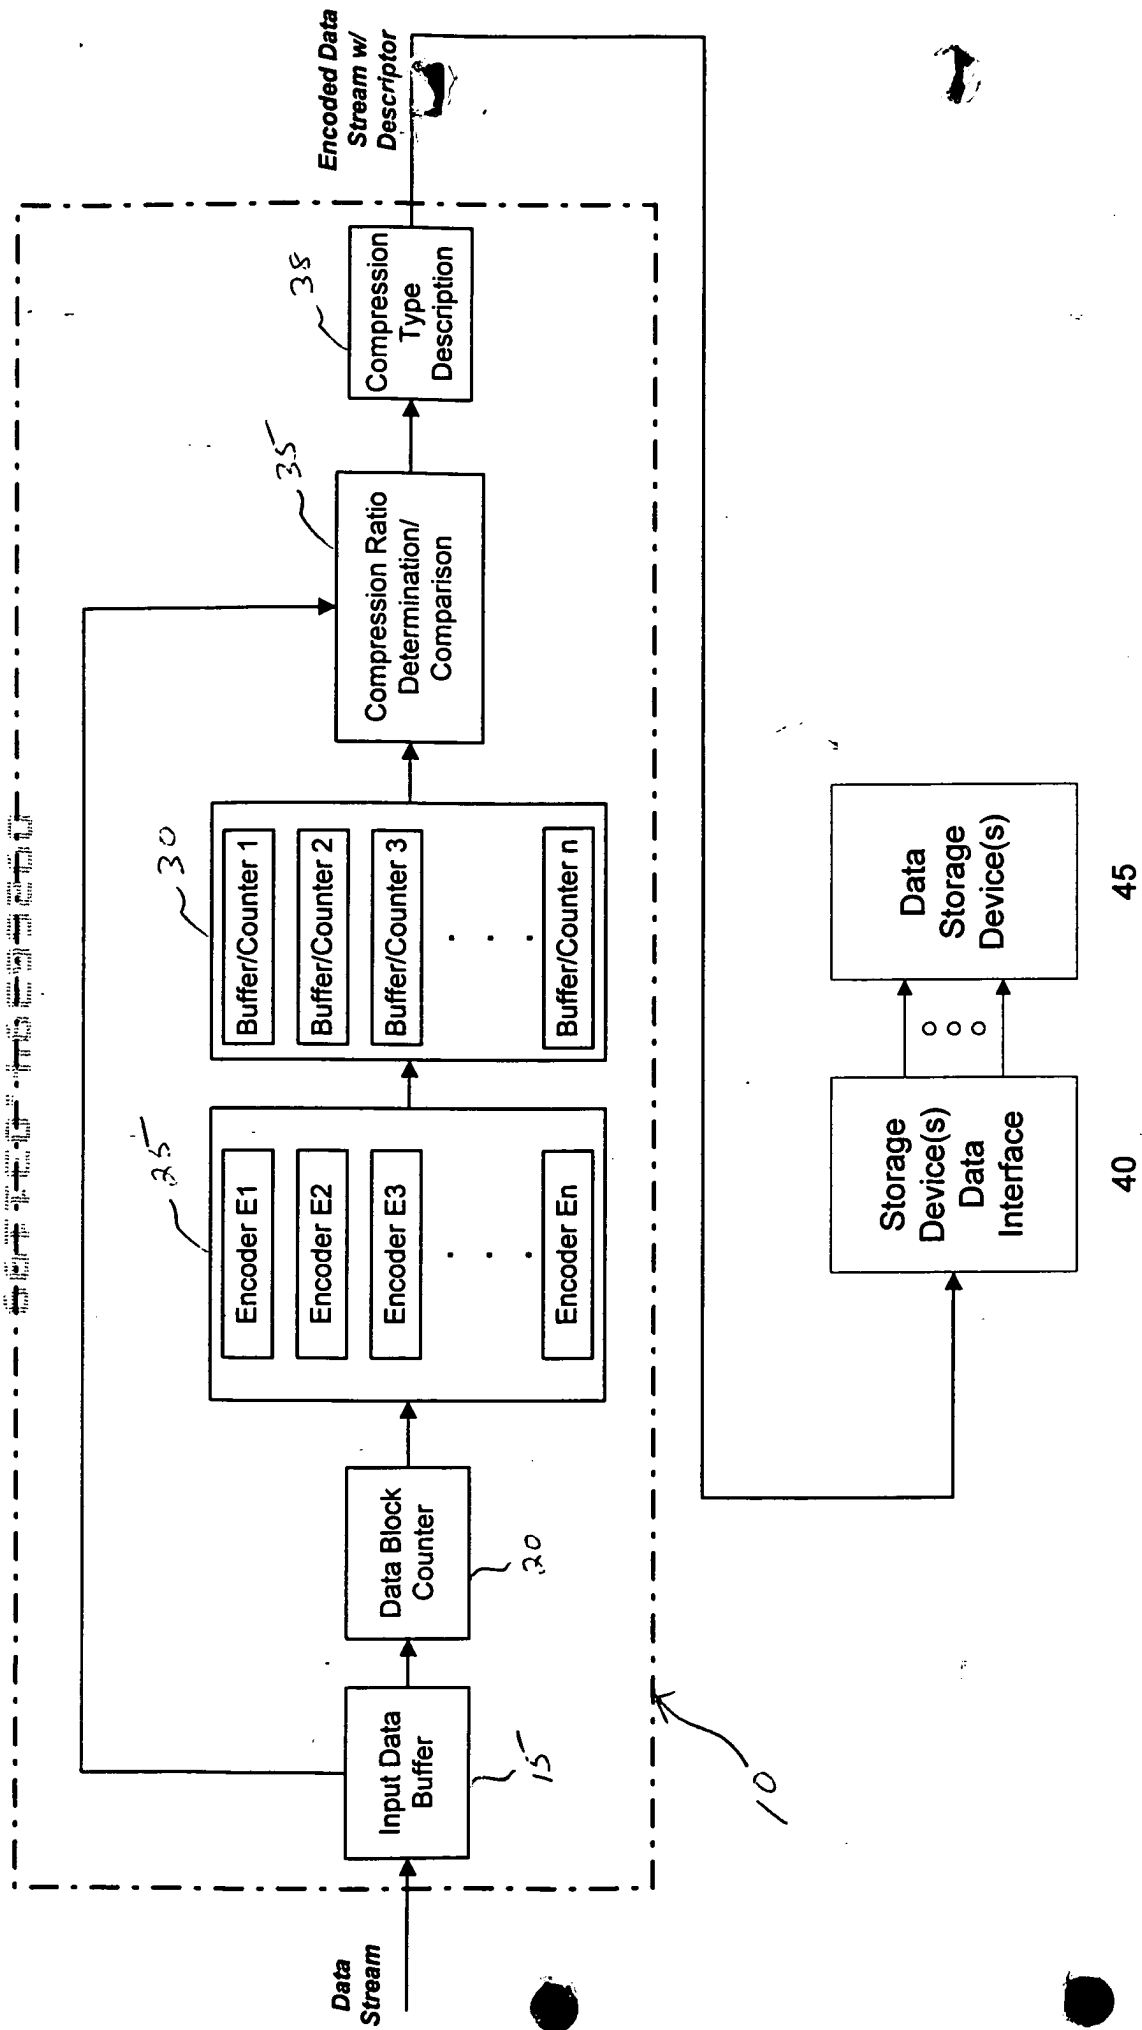 Data
Stream
Input Data
Buffer
15
Data Block
Counter
20
25
Encoder E1
Encoder E2
Encoder E3
Encoder En
30
Buffer/Counter 1
Buffer/Counter 2
Buffer/Counter 3
Buffer/Counter n
35
Compression Ratio
Determination/
Comparison
38
Compression
Type
Description
Encoded Data
Stream w/
Descriptor
10
Storage
Device(s)
Data
Interface
40
Data
Storage
Device(s)
45